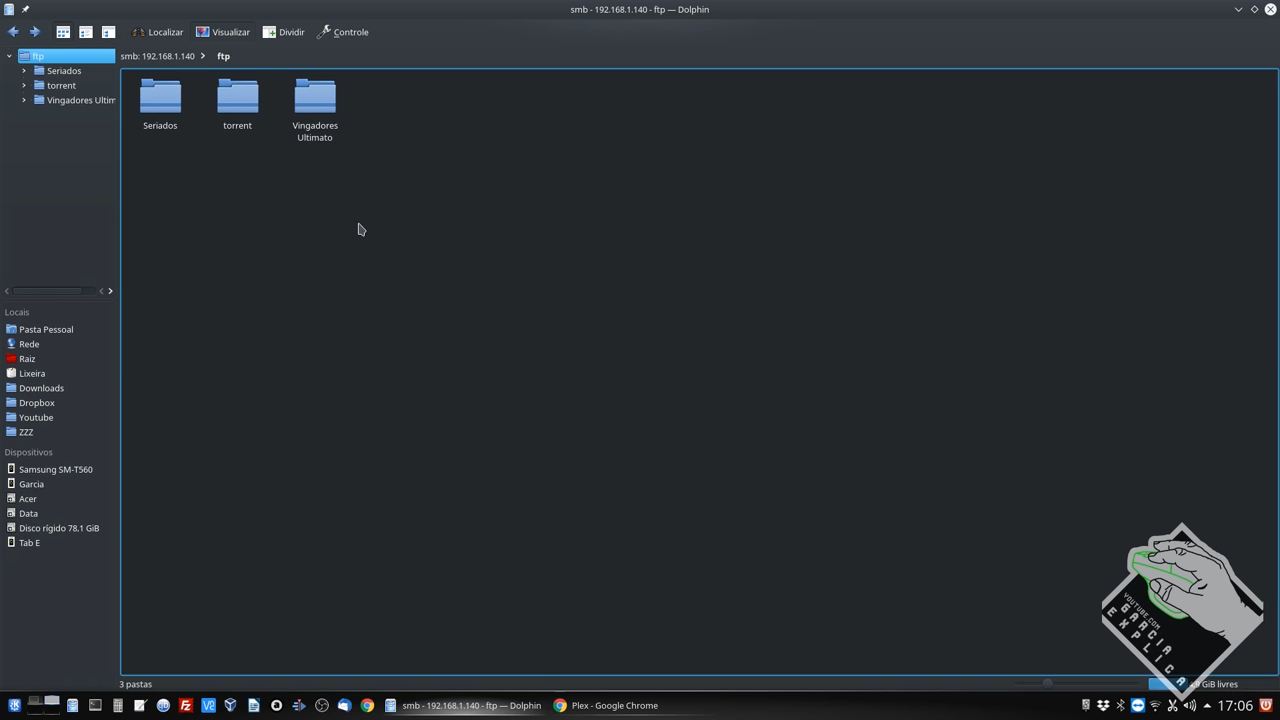 smb - 192.168.1.140 - ftp — Dolphin
Localizar
Visualizar
Dividir
Controle
smb: 192.168.1.140
ftp
ftp
Seriados
torrent
Vingadores Ultim
Seriados
torrent
Vingadores
Ultimato
Locais
Pasta Pessoal
Rede
Raiz
Lixeira
Downloads
Dropbox
Youtube
ZZZ
Dispositivos
Samsung SM-T560
Garcia
Acer
Data
Disco rígido 78,1 GiB
Tab E
YOUTUBE.COM
GARCIA
EXPLICA
3 pastas
GiB livres
smb - 192.168.1.140 - ftp — Dolphin
Plex - Google Chrome
17:06